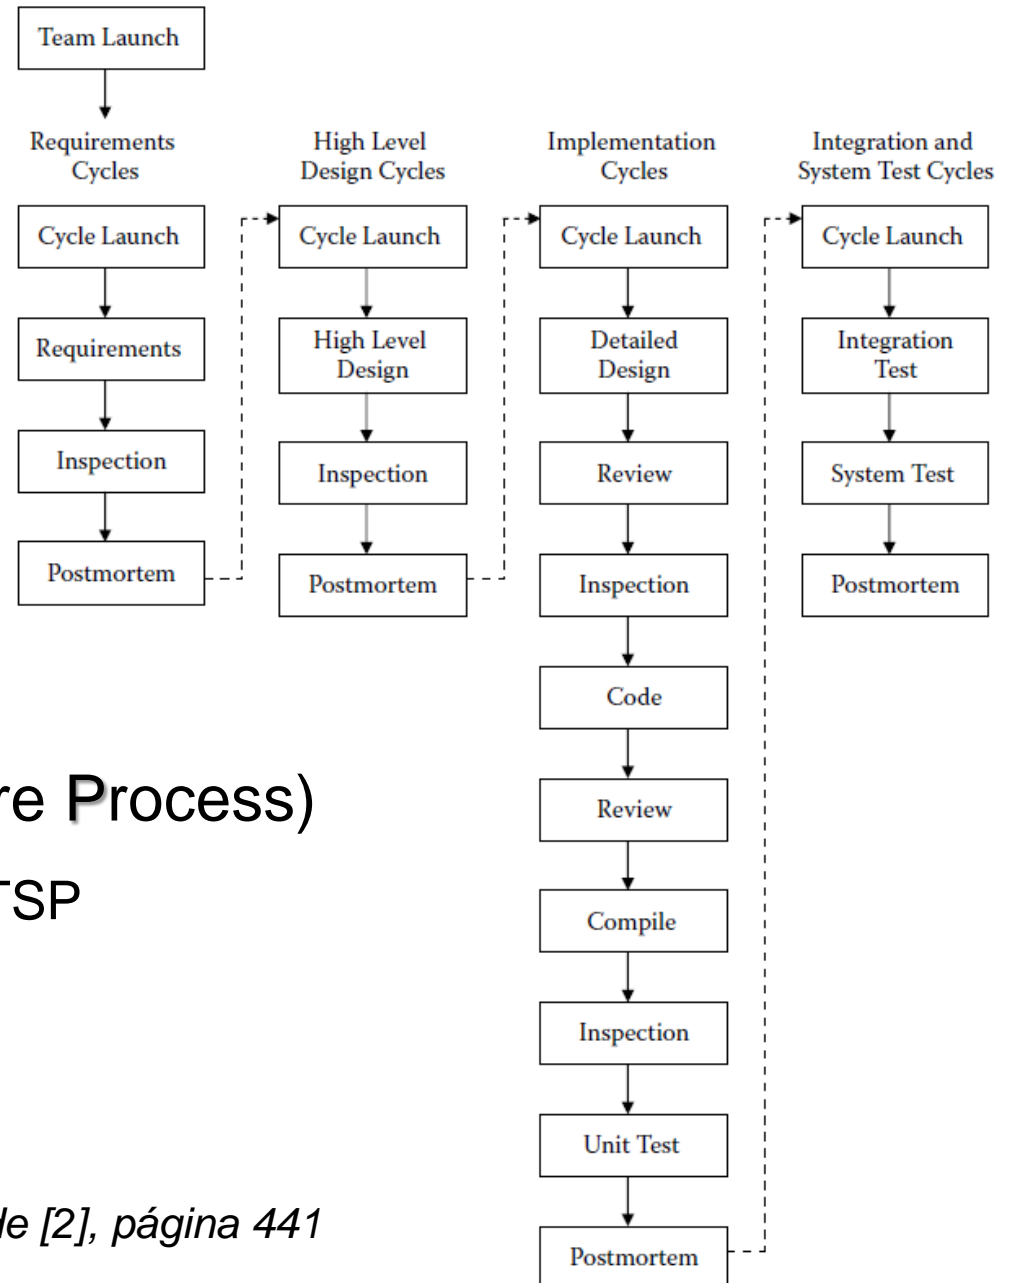 Team Launch
Requirements
Cycles
Cycle Launch
Requirements
Inspection
Postmortem
High Level
Design Cycles
Cycle Launch
High Level
Design
Inspection
Postmortem
Implementation
Cycles
Cycle Launch
Detailed
Design
Review
Inspection
Code
Review
Compile
Inspection
Unit Test
Postmortem
Integration and
System Test Cycles
Cycle Launch
Integration
Test
System Test
Postmortem
re Process)
TSP
de [2], página 441